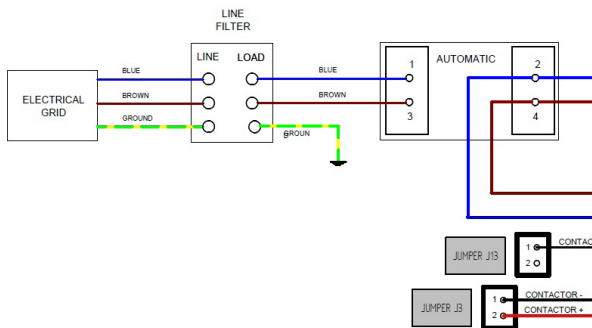 LINE
FILTER
LINE LOAD
AUTOMATIC
1
2
3
4
ELECTRICAL
GRID
BLUE
BROWN
GROUND
BLUE
BROWN
GROUN
D
JUMPER J13
1
2
CONTAC
JUMPER J3
1
2
CONTACTOR -
CONTACTOR +